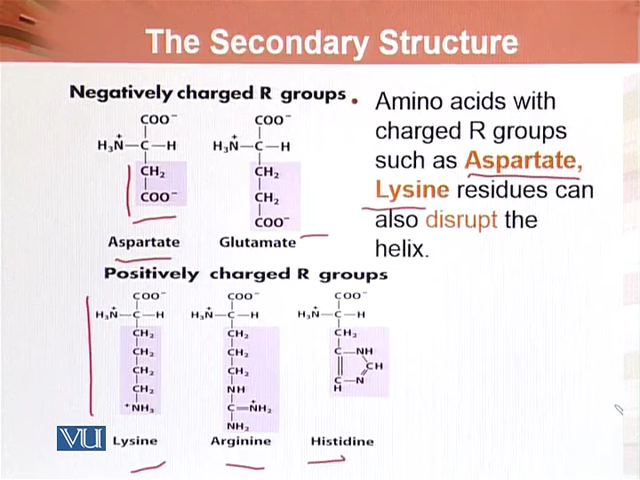 The Secondary Structure
Negatively charged R groups
• Amino acids with
charged R groups
such as Aspartate,
Lysine residues can
also disrupt the
helix.
COO⁻ COO⁻
H₃N⁺—C—H H₃N⁺—C—H
CH₂ CH₂
COO⁻ CH₂
COO⁻
Aspartate Glutamate
Positively charged R groups
COO⁻ COO⁻ COO⁻
H₃N⁺—C—H H₃N⁺—C—H H₃N⁺—C—H
CH₂ CH₂ CH₂
CH₂ CH₂ C—NH
CH₂ CH₂ CH
CH₂ NH C—N
⁺NH₃ C=N⁺H₂ H
NH₂
VU
Lysine Arginine Histidine